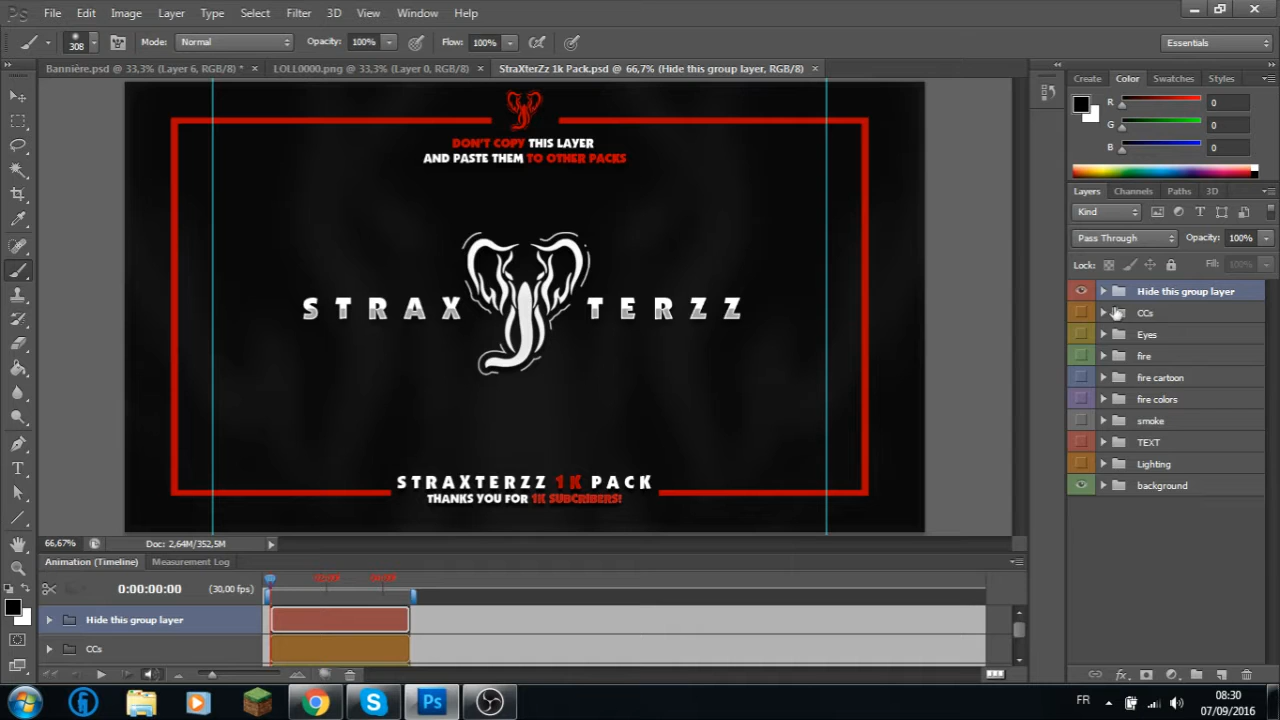 Ps File Edit Image Layer Type Select Filter 3D View Window Help
308 Mode: Normal Opacity: 100% Flow: 100% Essentials
Bannière.psd @ 33,3% (Layer 6, RGB/8) * × LOLL0000.png @ 33,3% (Layer 0, RGB/8) × StraXterZz 1k Pack.psd @ 66,7% (Hide this group layer, RGB/8) ×
DON'T COPY THIS LAYER
AND PASTE THEM TO OTHER PACKS
STRAX TERZZ
STRAXTERZZ 1K PACK
THANKS YOU FOR 1K SUBCRIBERS!
Create Color Swatches Styles
R 0
G 0
B 0
Layers Channels Paths 3D
Kind
Pass Through Opacity: 100%
Lock: Fill: 100%
Hide this group layer
CCs
Eyes
fire
fire cartoon
fire colors
smoke
TEXT
Lighting
background
66,67% Doc: 2,64M/352,5M
Animation (Timeline) Measurement Log
0:00:00:00 (30,00 fps)
Hide this group layer
CCs
Ps
FR 08:30
07/09/2016